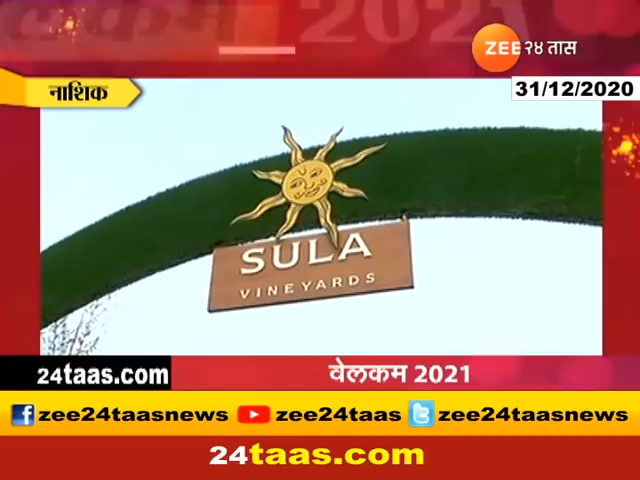 वेलकम 2021
ZEE २४ तास
नाशिक
31/12/2020
SULA
VINEYARDS
24taas.com
वेलकम 2021
zee24taasnews
zee24taas
zee24taasnews
24taas.com